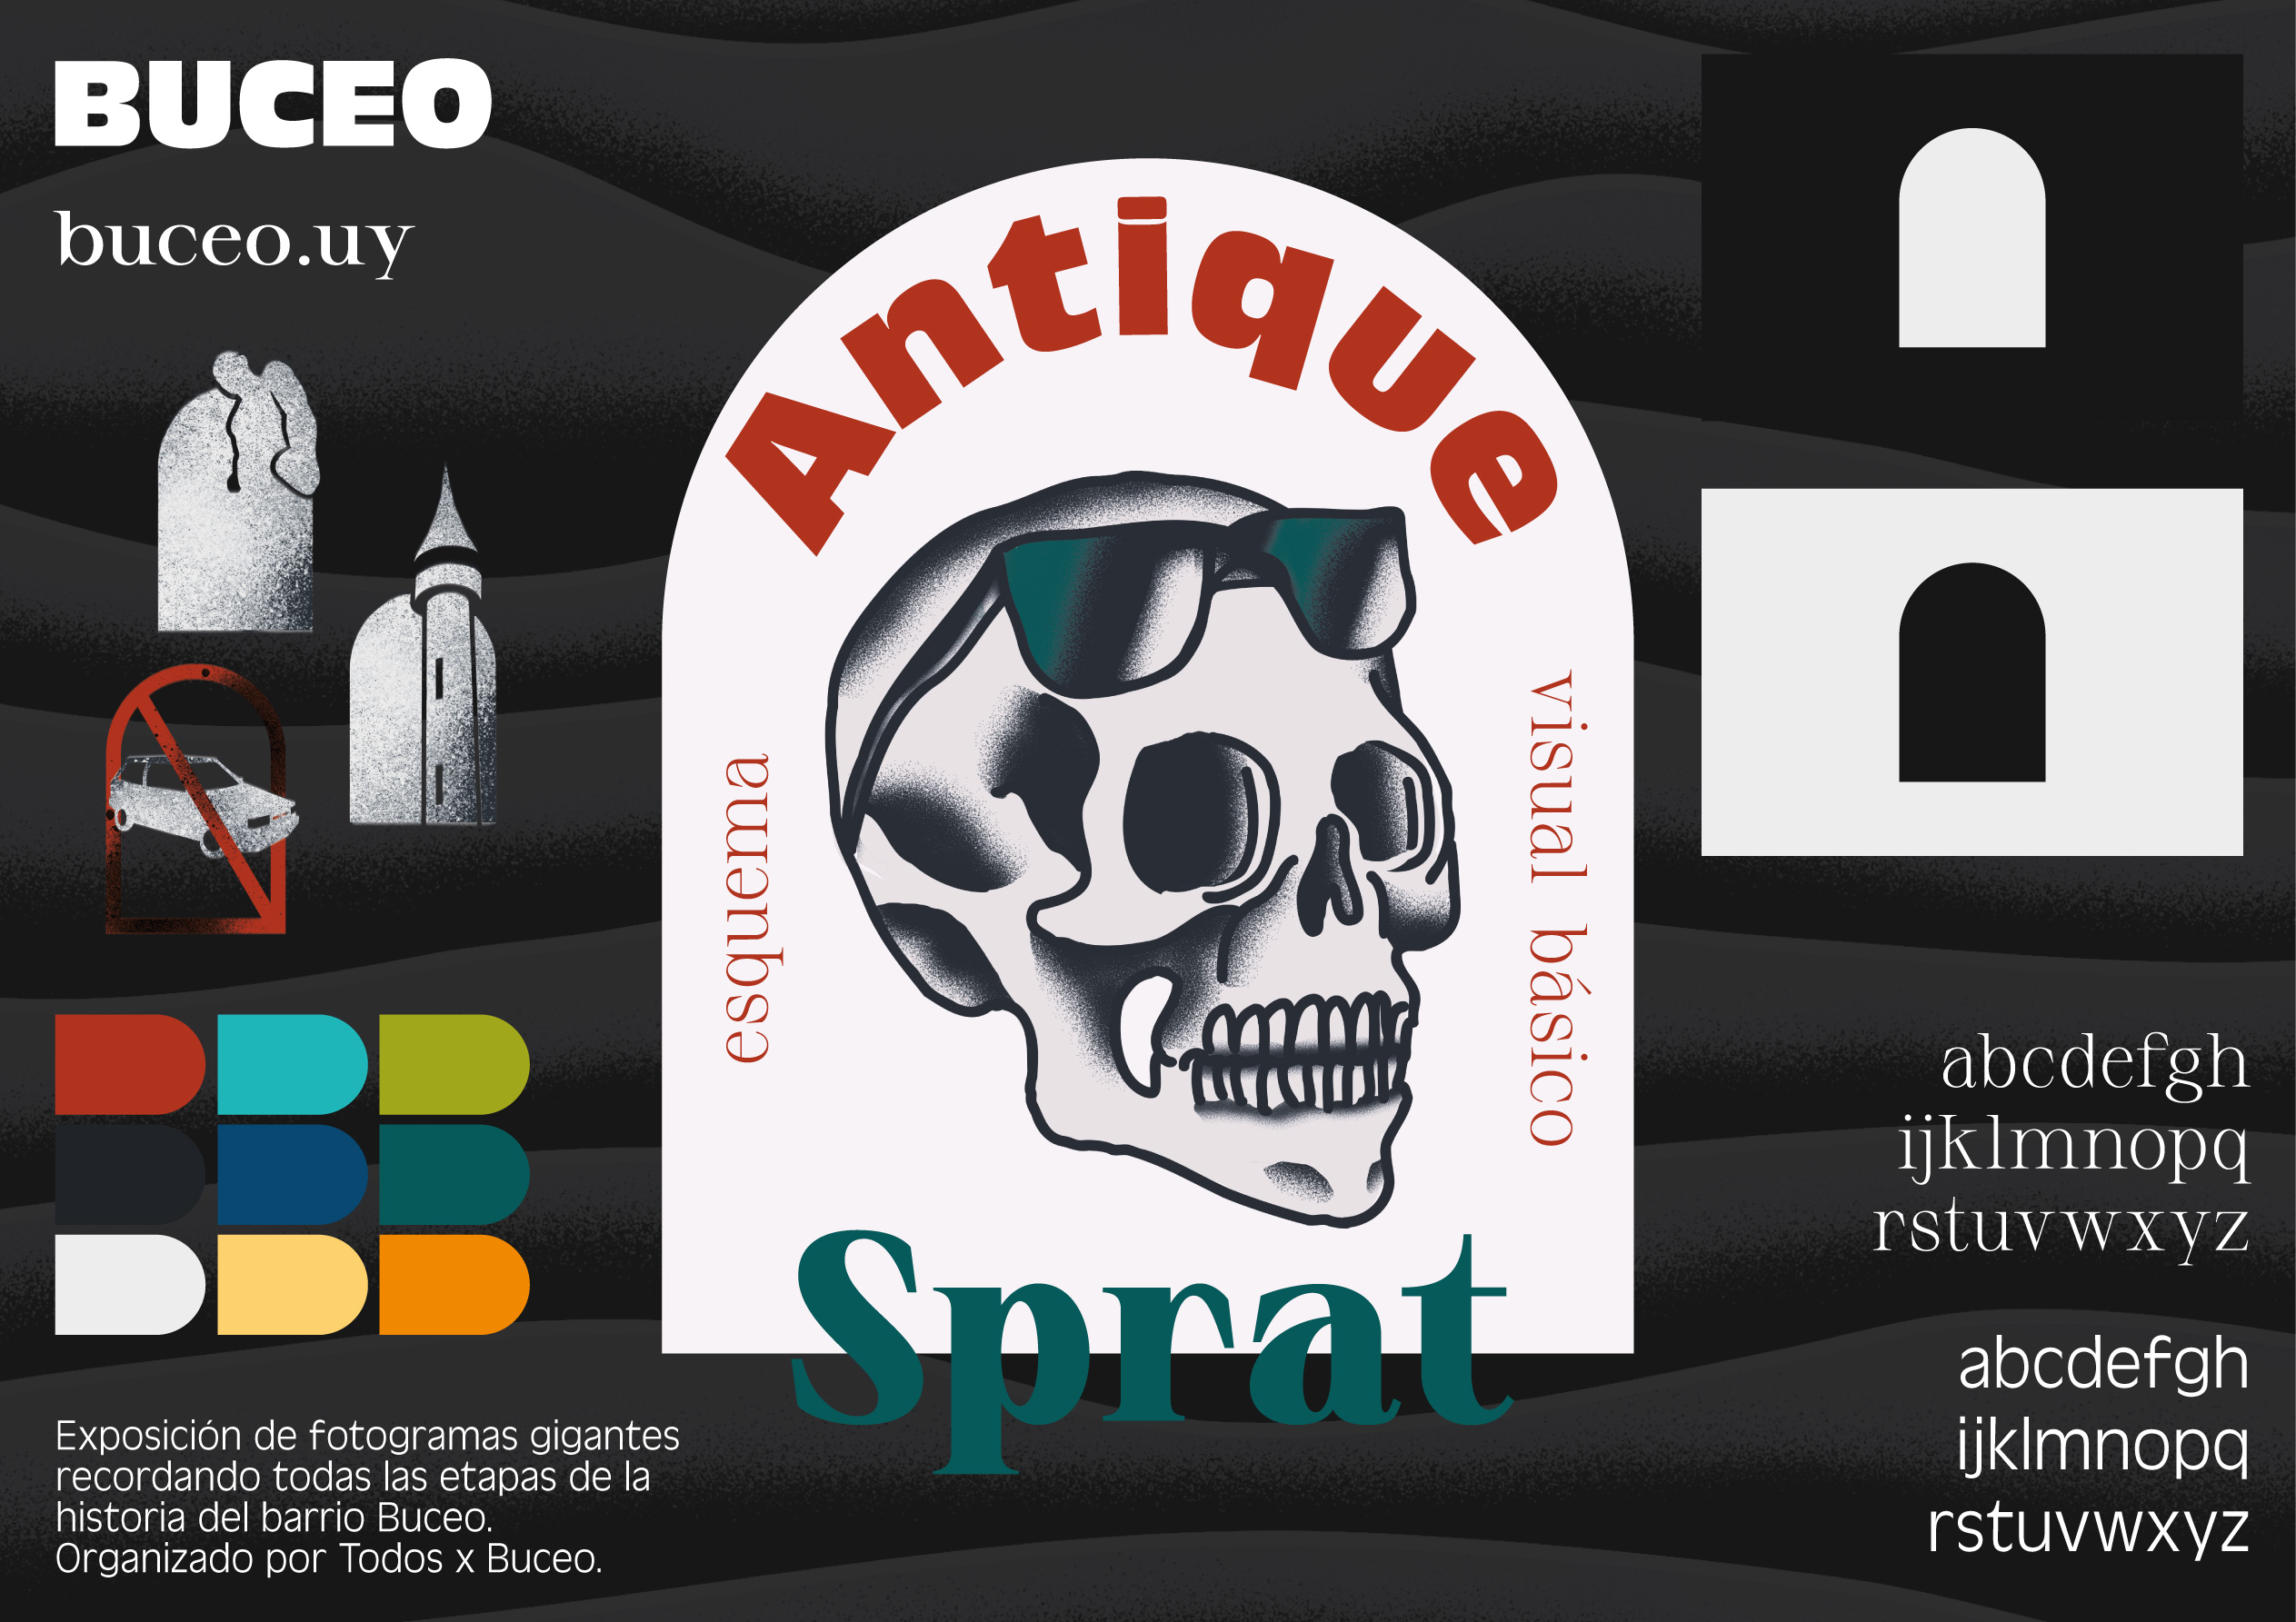 BUCEO
buceo.uy
Antique
esquema
visual básico
Sprat
Exposición de fotogramas gigantes
recordando todas las etapas de la
historia del barrio Buceo.
Organizado por Todos x Buceo.
abcdefgh
ijklmnopq
rstuvwxyz
abcdefgh
ijklmnopq
rstuvwxyz